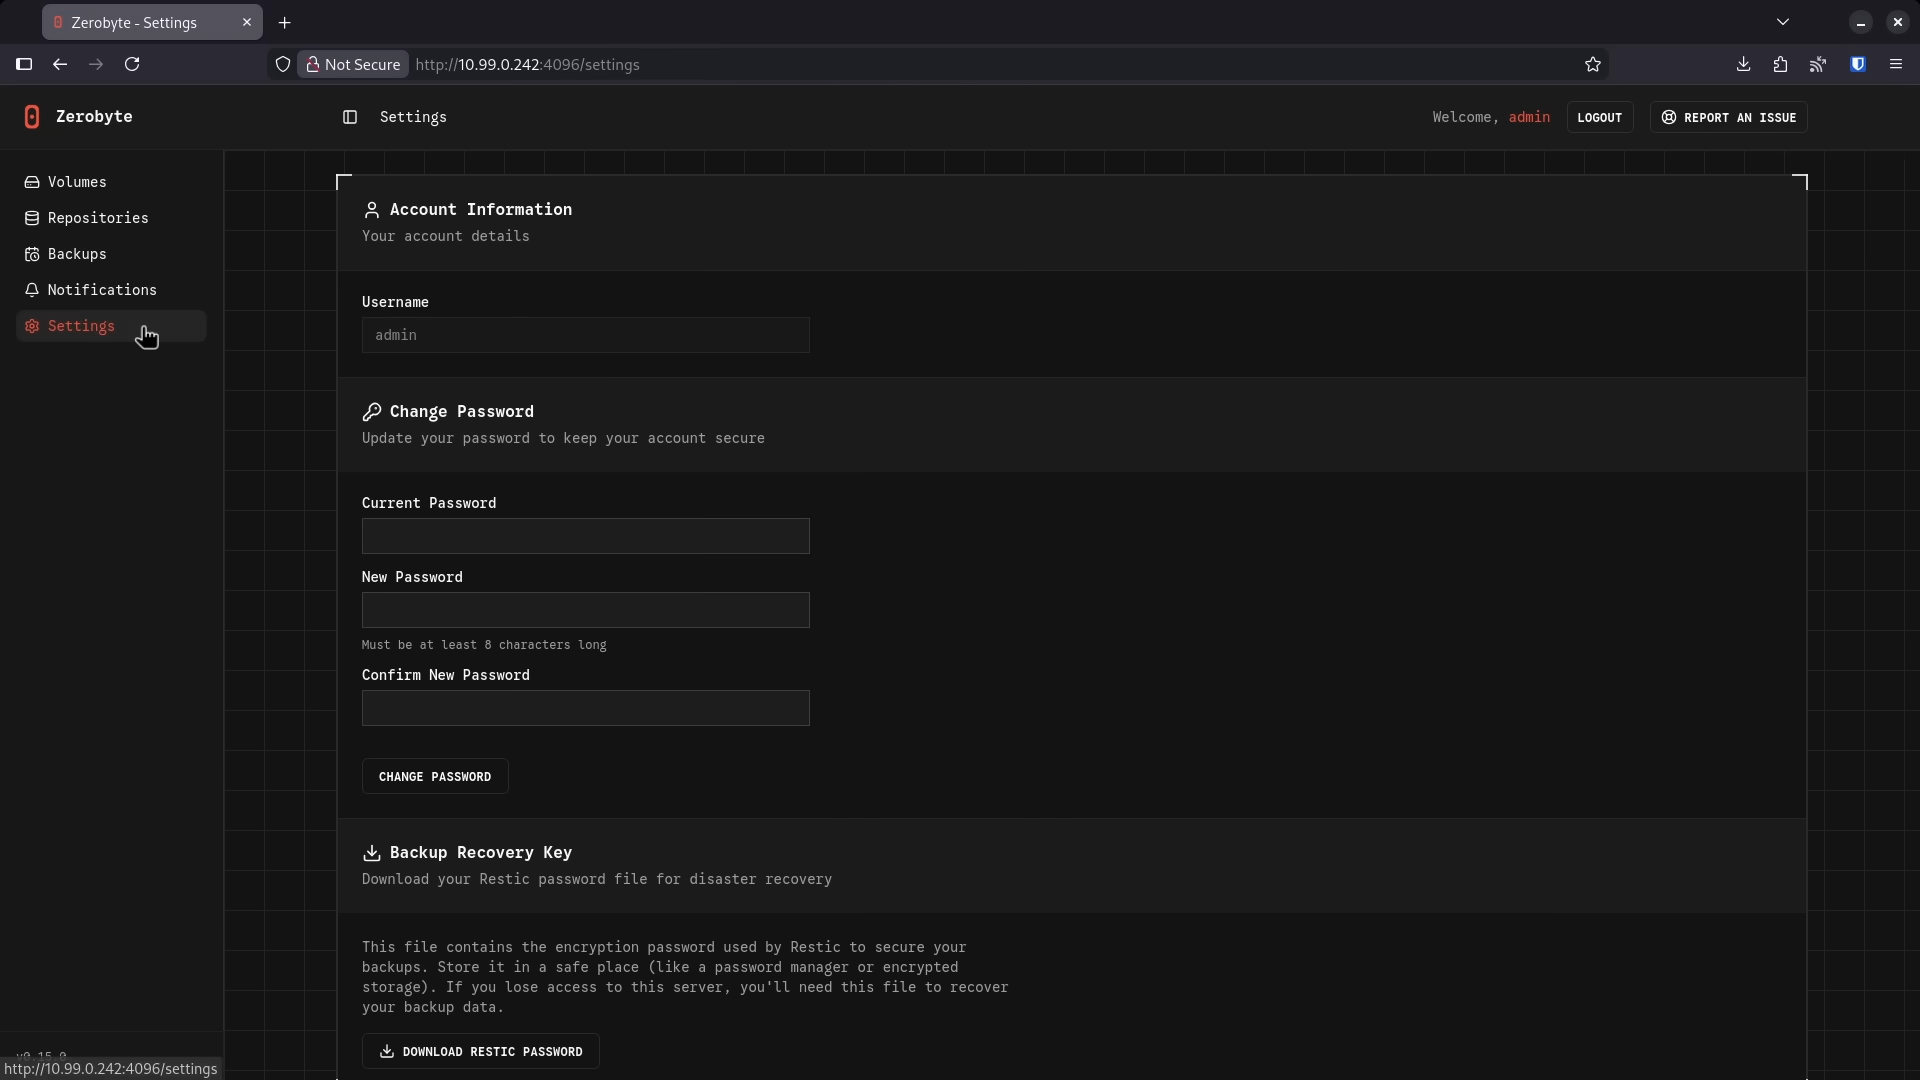 Zerobyte - Settings
Not Secure
http://10.99.0.242:4096/settings
Zerobyte
Settings
Welcome, admin
LOGOUT
REPORT AN ISSUE
Volumes
Repositories
Backups
Notifications
Settings
Account Information
Your account details
Username
admin
Change Password
Update your password to keep your account secure
Current Password
New Password
Must be at least 8 characters long
Confirm New Password
CHANGE PASSWORD
Backup Recovery Key
Download your Restic password file for disaster recovery
This file contains the encryption password used by Restic to secure your
backups. Store it in a safe place (like a password manager or encrypted
storage). If you lose access to this server, you'll need this file to recover
your backup data.
DOWNLOAD RESTIC PASSWORD
http://10.99.0.242:4096/settings